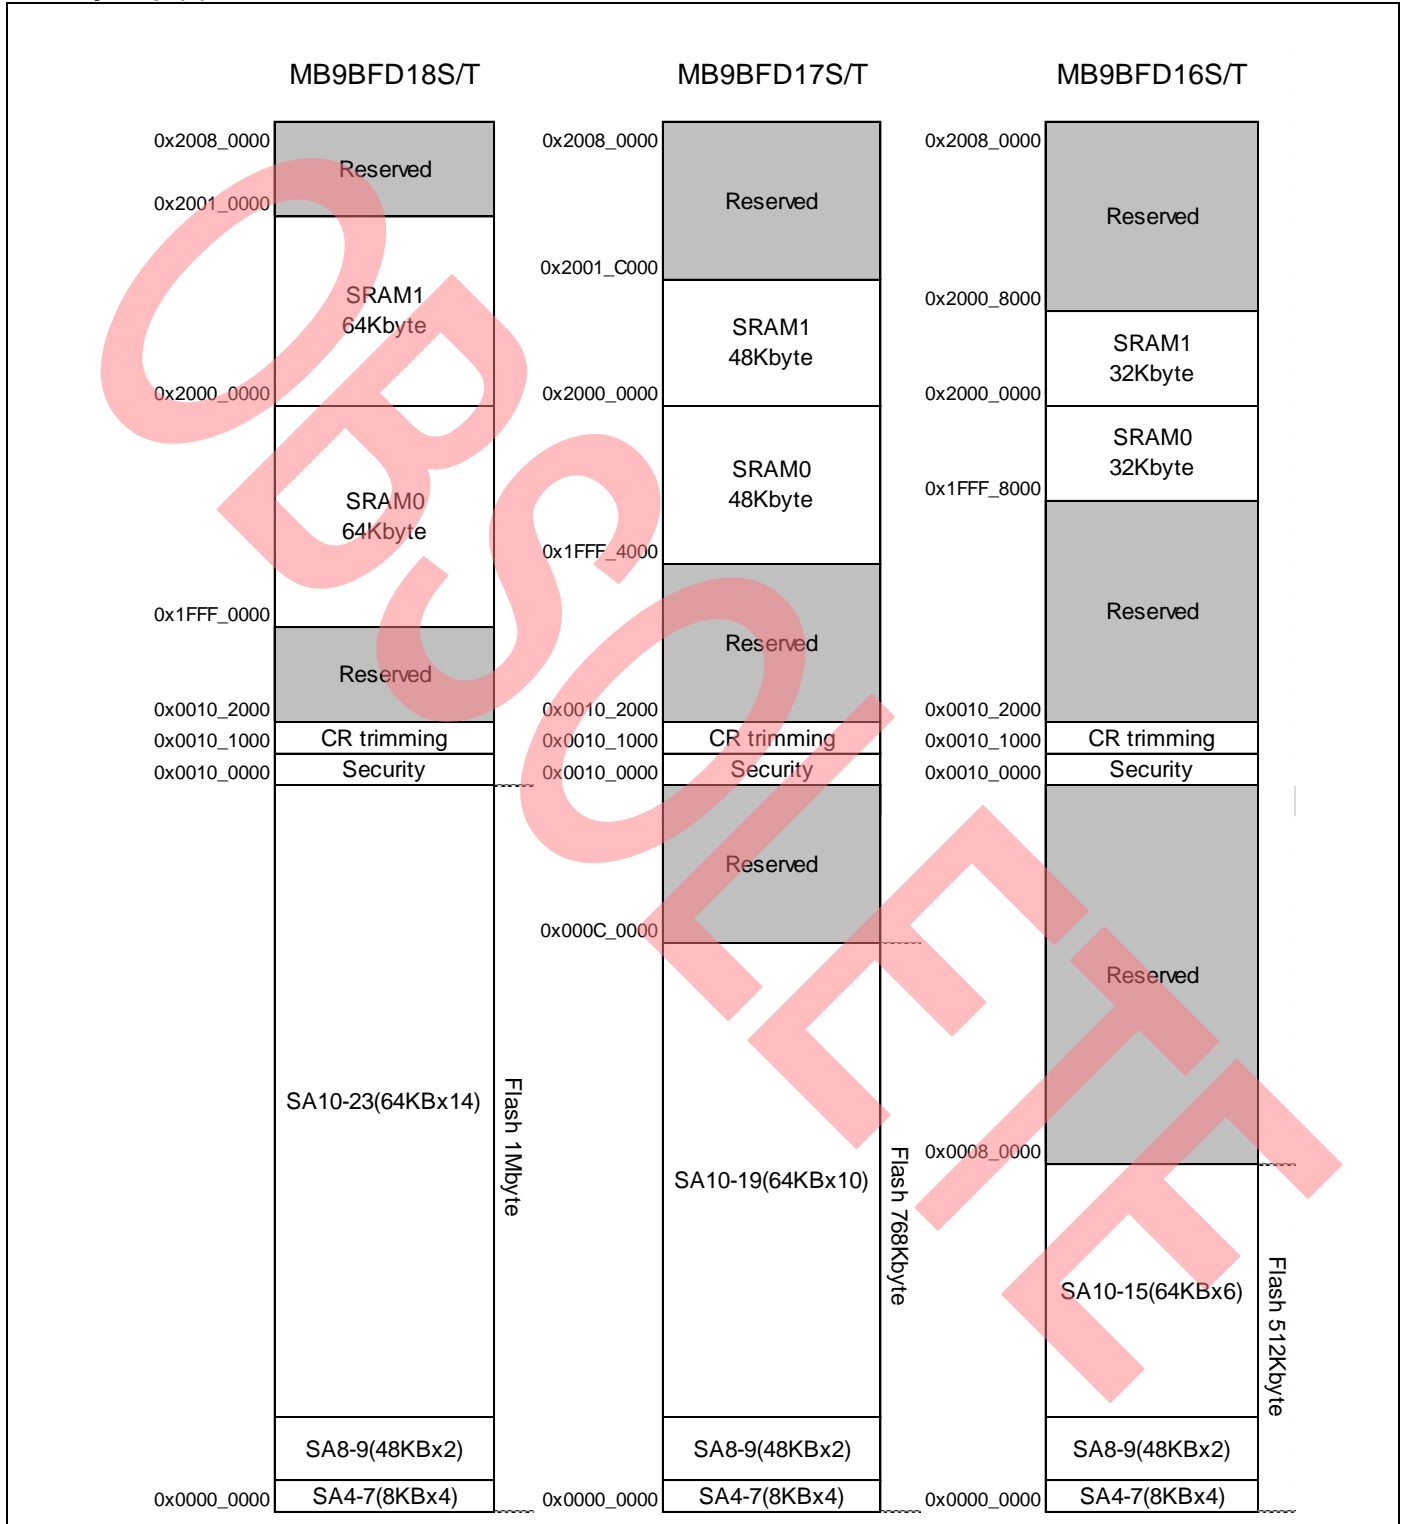 MB9BFD18S/T
0x2008_0000
Reserved
0x2001_0000
SRAM1
64Kbyte
0x2000_0000
SRAM0
64Kbyte
0x1FFF_0000
Reserved
0x0010_2000
CR trimming
0x0010_1000
Security
0x0010_0000
SA10-23(64KBx14)
Flash 1Mbyte
SA8-9(48KBx2)
SA4-7(8KBx4)
0x0000_0000
MB9BFD17S/T
0x2008_0000
Reserved
0x2001_C000
SRAM1
48Kbyte
0x2000_0000
SRAM0
48Kbyte
0x1FFF_4000
Reserved
0x0010_2000
CR trimming
0x0010_1000
Security
0x0010_0000
Reserved
0x000C_0000
SA10-19(64KBx10)
Flash 768Kbyte
SA8-9(48KBx2)
SA4-7(8KBx4)
0x0000_0000
MB9BFD16S/T
0x2008_0000
Reserved
0x2000_8000
SRAM1
32Kbyte
0x2000_0000
SRAM0
32Kbyte
0x1FFF_8000
Reserved
0x0010_2000
CR trimming
0x0010_1000
Security
0x0010_0000
Reserved
0x0008_0000
SA10-15(64KBx6)
Flash 512Kbyte
SA8-9(48KBx2)
SA4-7(8KBx4)
0x0000_0000
OBSOLETE